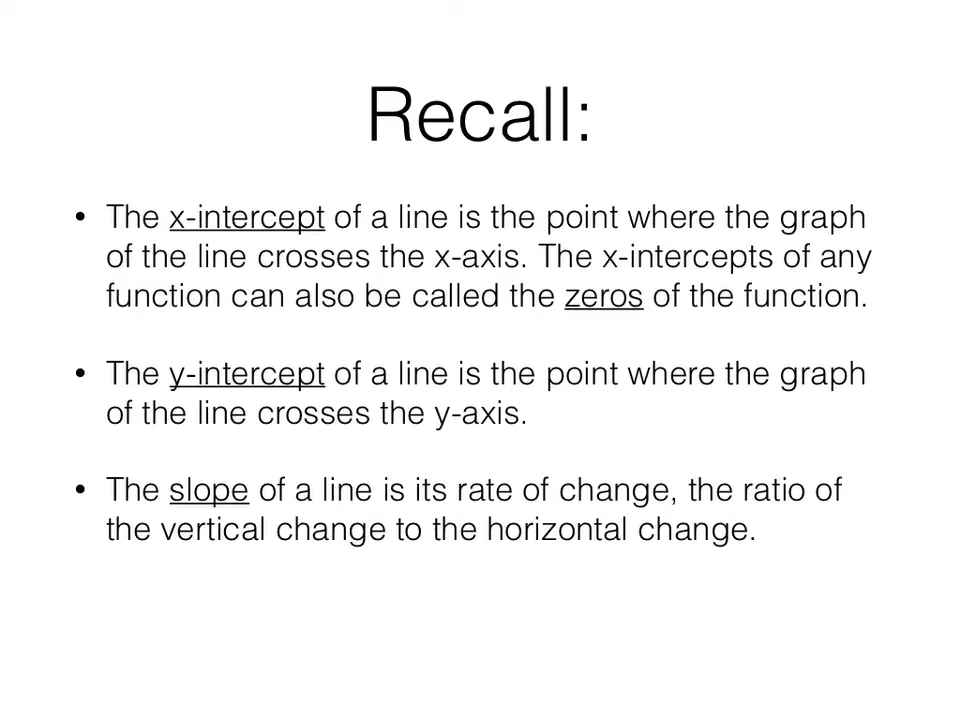 Recall:
• The x-intercept of a line is the point where the graph
of the line crosses the x-axis. The x-intercepts of any
function can also be called the zeros of the function.
• The y-intercept of a line is the point where the graph
of the line crosses the y-axis.
• The slope of a line is its rate of change, the ratio of
the vertical change to the horizontal change.